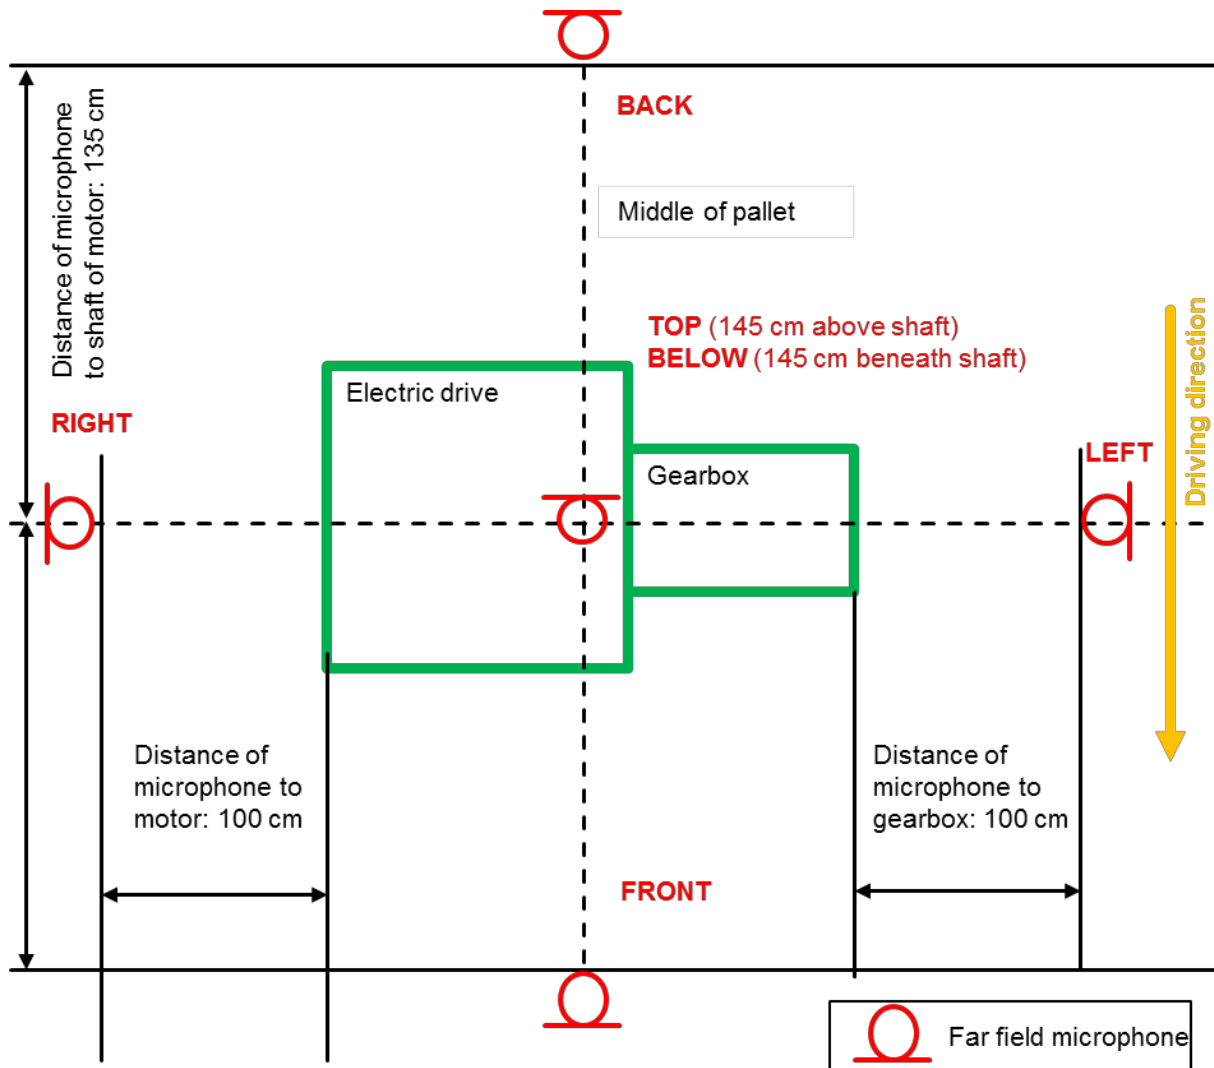 BACK
Distance of microphone
to shaft of motor: 135 cm
Middle of pallet
TOP (145 cm above shaft)
BELOW (145 cm beneath shaft)
Driving direction
Electric drive
RIGHT
LEFT
Gearbox
Distance of
microphone to
motor: 100 cm
Distance of
microphone to
gearbox: 100 cm
FRONT
Far field microphone